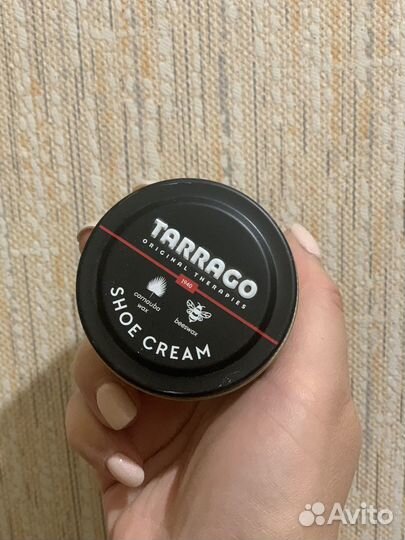 TARRAGO
ORIGINAL THERAPIES
1940
carnauba
wax
beeswax
SHOE CREAM
Avito